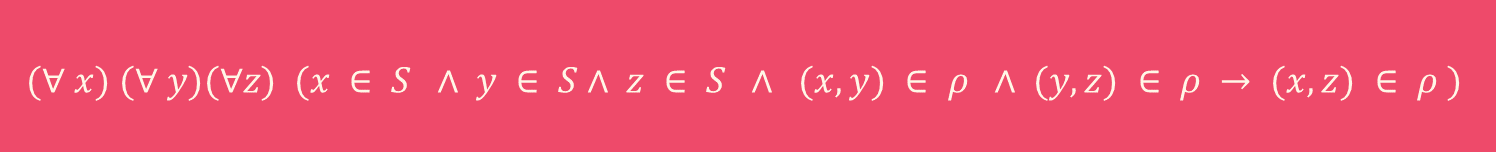 (∀ x) (∀ y)(∀z) (x ∈ S ∧ y ∈ S ∧ z ∈ S ∧ (x, y) ∈ ρ ∧ (y, z) ∈ ρ → (x, z) ∈ ρ )